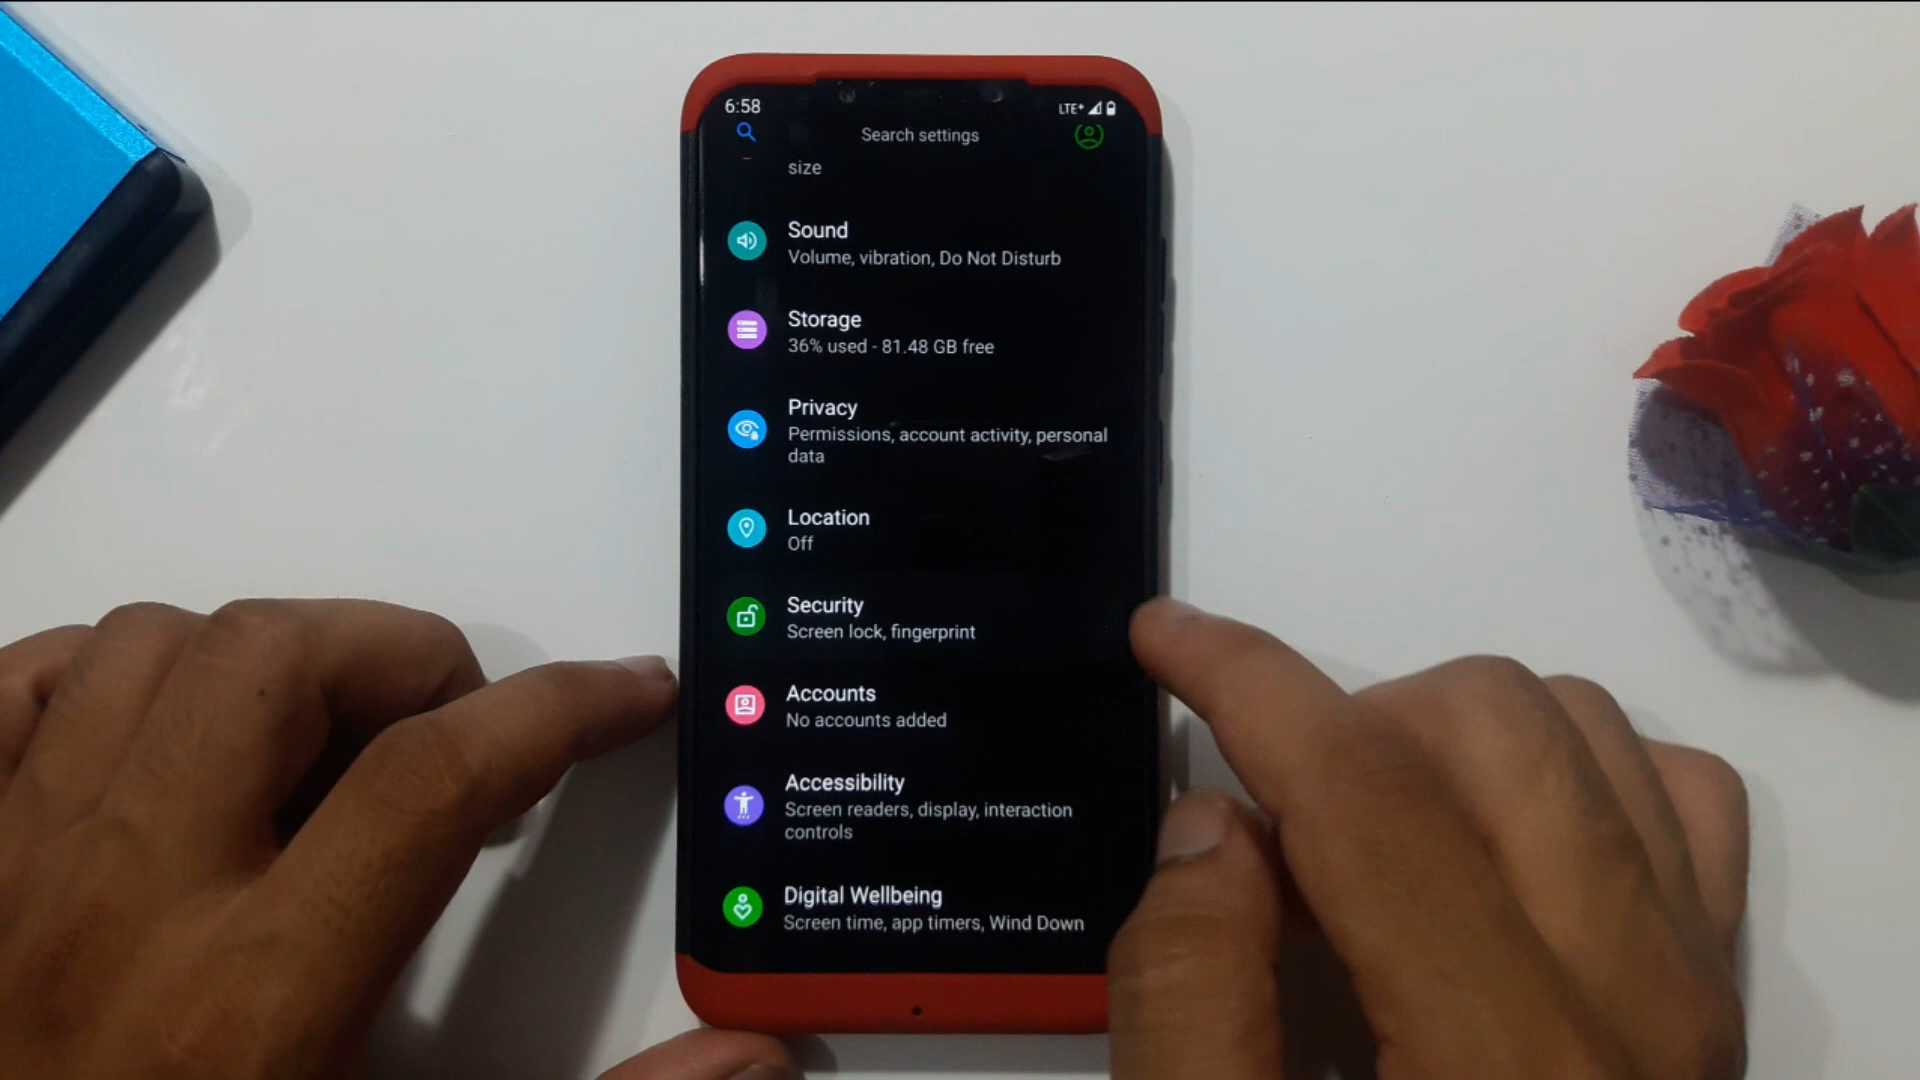 6:58
LTE+
Search settings
size
Sound
Volume, vibration, Do Not Disturb
Storage
36% used - 81.48 GB free
Privacy
Permissions, account activity, personal
data
Location
Off
Security
Screen lock, fingerprint
Accounts
No accounts added
Accessibility
Screen readers, display, interaction
controls
Digital Wellbeing
Screen time, app timers, Wind Down